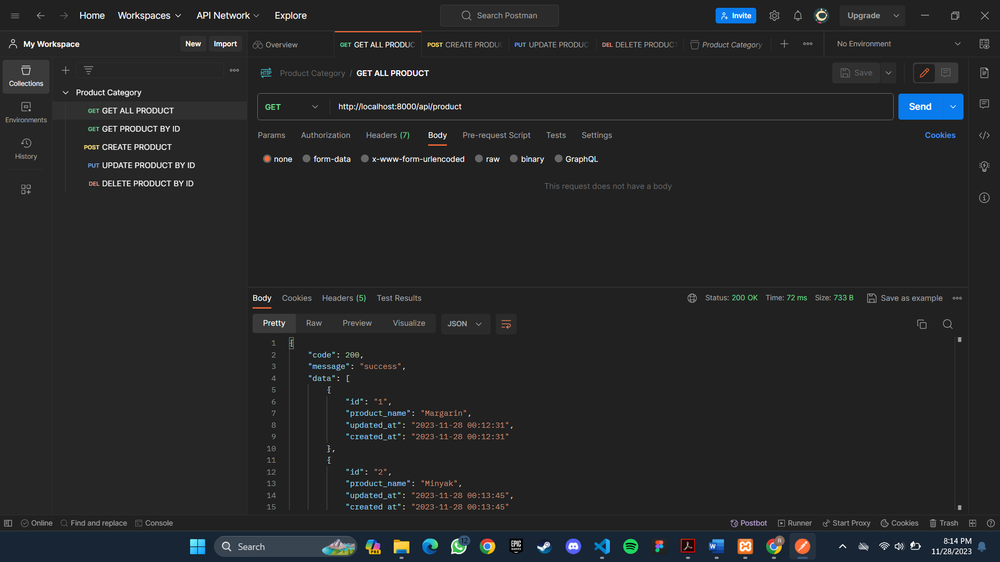 Home Workspaces API Network Explore Search Postman Invite Upgrade
My Workspace New Import Overview GET GET ALL PRODUC POST CREATE PRODUC PUT UPDATE PRODUC DEL DELETE PRODUCT Product Category No Environment
Collections
Environments
History
Product Category
GET GET ALL PRODUCT
GET GET PRODUCT BY ID
POST CREATE PRODUCT
PUT UPDATE PRODUCT BY ID
DEL DELETE PRODUCT BY ID
HTTP Product Category / GET ALL PRODUCT Save
GET http://localhost:8000/api/product Send
Params Authorization Headers (7) Body Pre-request Script Tests Settings Cookies
none form-data x-www-form-urlencoded raw binary GraphQL
This request does not have a body
Body Cookies Headers (5) Test Results Status: 200 OK Time: 72 ms Size: 733 B Save as example
Pretty Raw Preview Visualize JSON
1 {
2 "code": 200,
3 "message": "success",
4 "data": [
5 {
6 "id": "1",
7 "product_name": "Margarin",
8 "updated_at": "2023-11-28 00:12:31",
9 "created_at": "2023-11-28 00:12:31"
10 },
11 {
12 "id": "2",
13 "product_name": "Minyak",
14 "updated_at": "2023-11-28 00:13:45",
15 "created_at": "2023-11-28 00:13:45"
Online Find and replace Console Postbot Runner Start Proxy Cookies Trash
Search PRE 12 EPIC GAMES W R 8:14 PM
11/28/2023